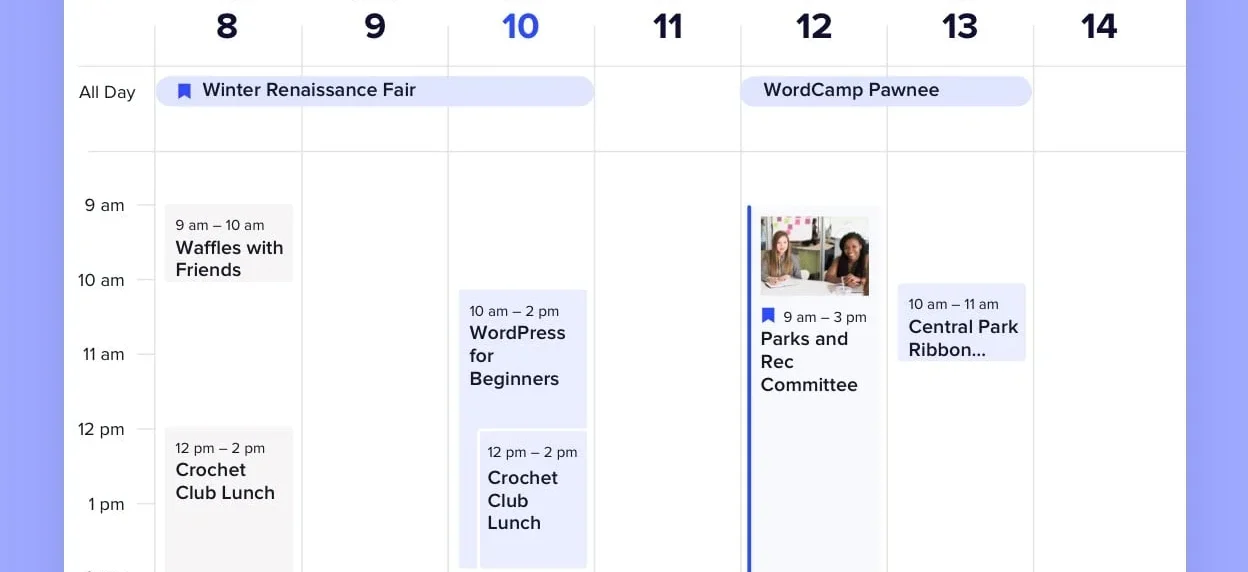 8 9 10 11 12 13 14
All Day
Winter Renaissance Fair
WordCamp Pawnee
9 am
9 am – 10 am
Waffles with
Friends
10 am
10 am – 2 pm
WordPress
for
Beginners
9 am – 3 pm
Parks and
Rec
Committee
10 am – 11 am
Central Park
Ribbon...
11 am
12 pm
12 pm – 2 pm
Crochet
Club Lunch
12 pm – 2 pm
Crochet
Club
Lunch
1 pm